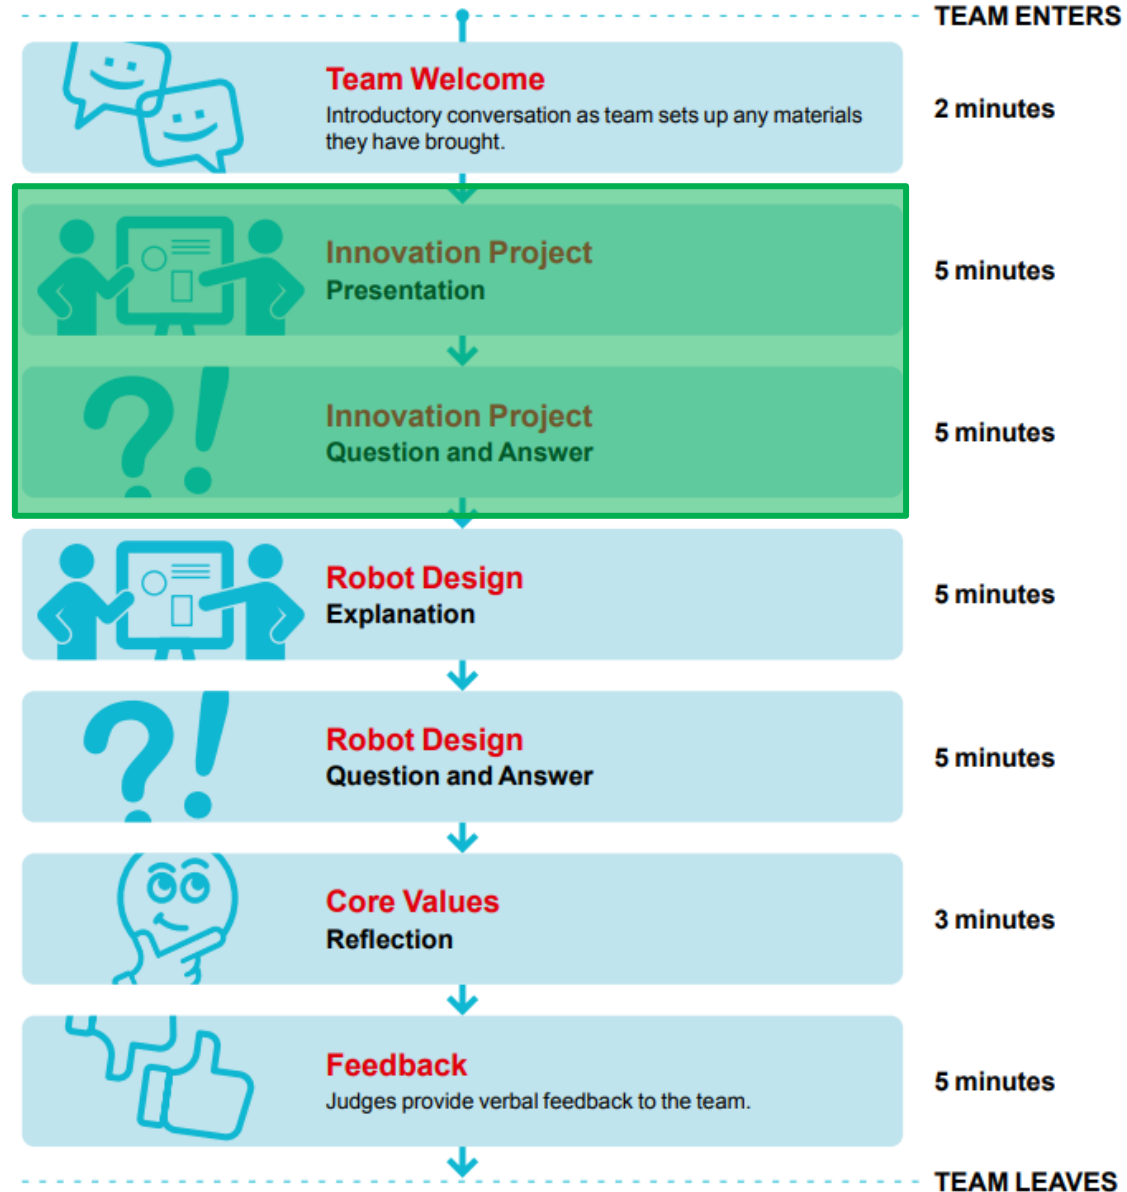 TEAM ENTERS
Team Welcome
Introductory conversation as team sets up any materials
they have brought.
2 minutes
Innovation Project
Presentation
5 minutes
Innovation Project
Question and Answer
5 minutes
Robot Design
Explanation
5 minutes
Robot Design
Question and Answer
5 minutes
Core Values
Reflection
3 minutes
Feedback
Judges provide verbal feedback to the team.
5 minutes
TEAM LEAVES